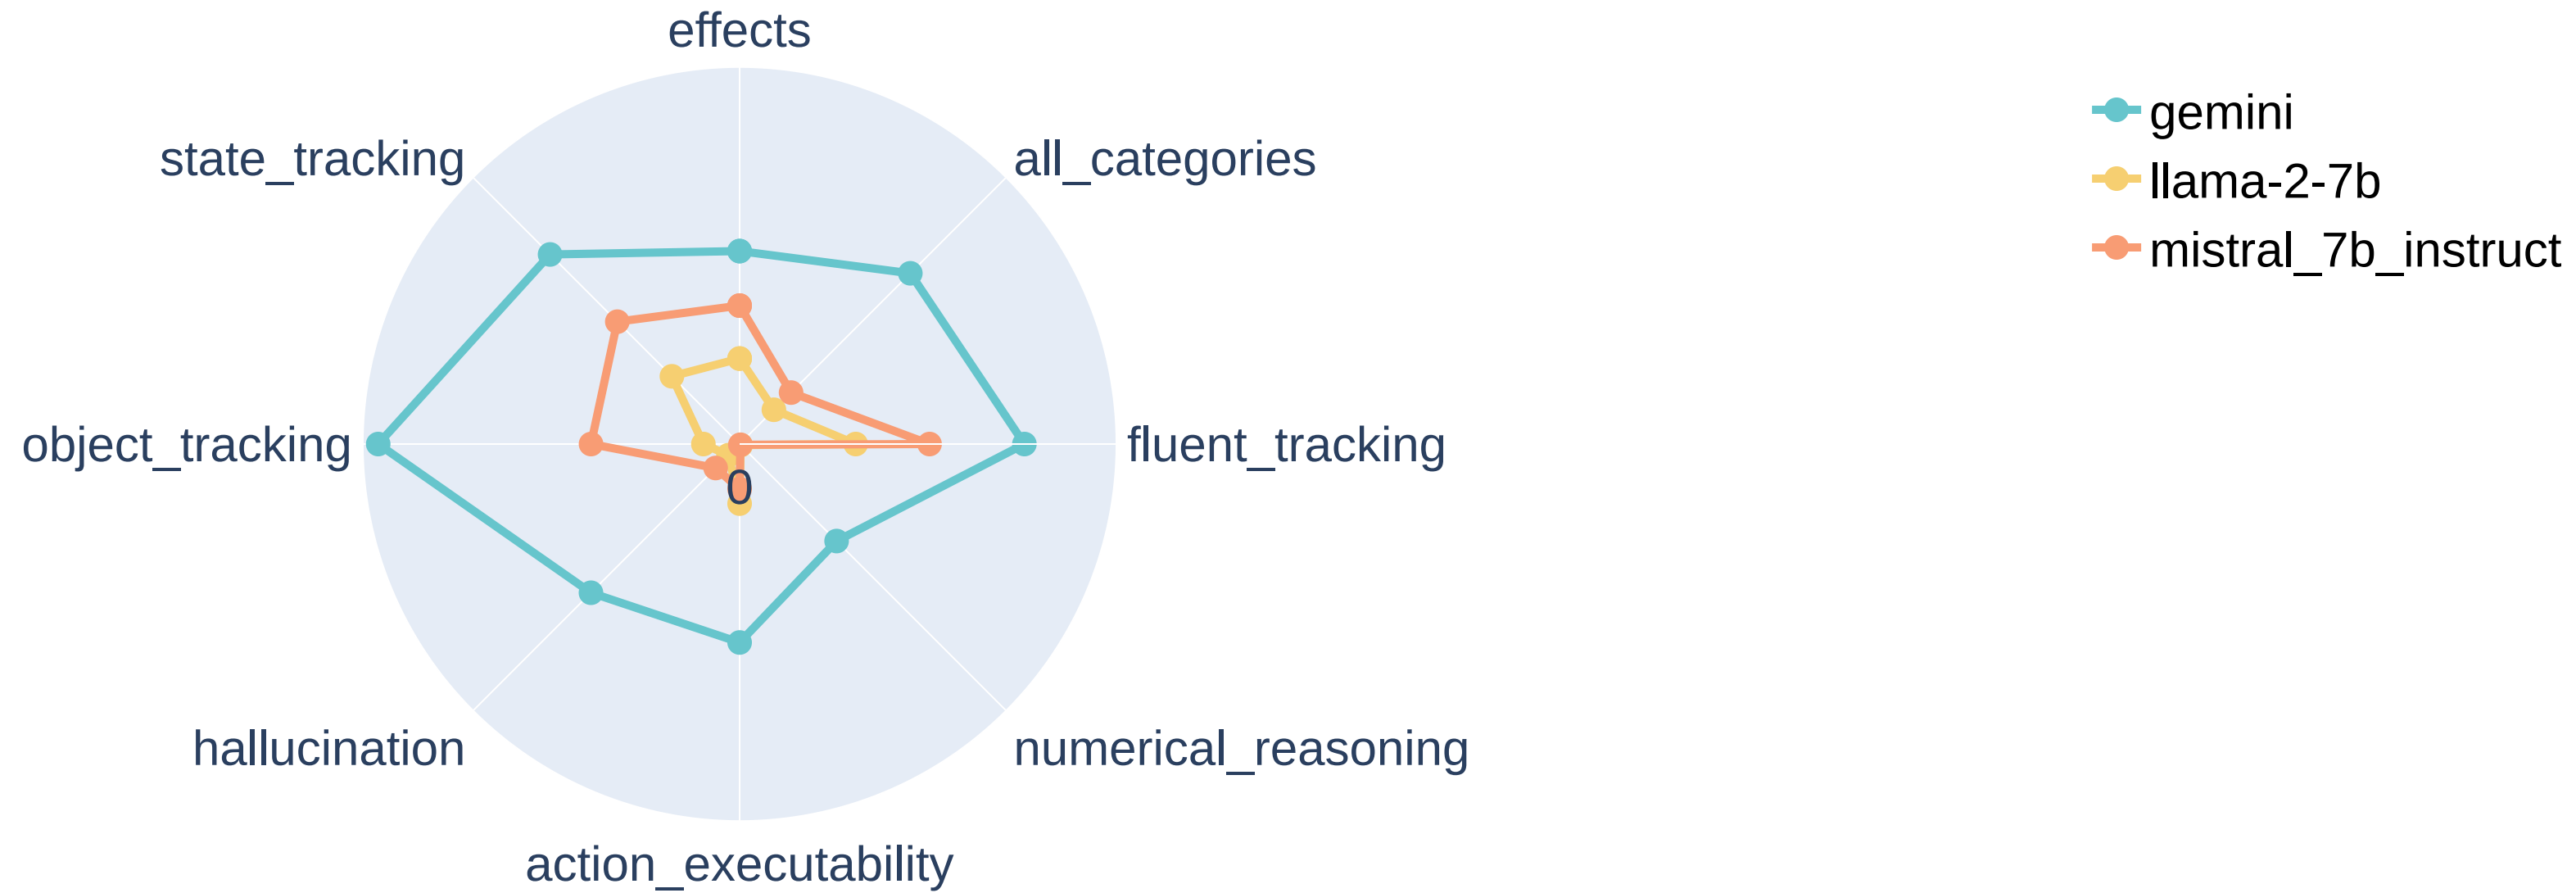 effects
state_tracking
all_categories
object_tracking
fluent_tracking
0
hallucination
numerical_reasoning
action_executability
gemini
llama-2-7b
mistral_7b_instruct